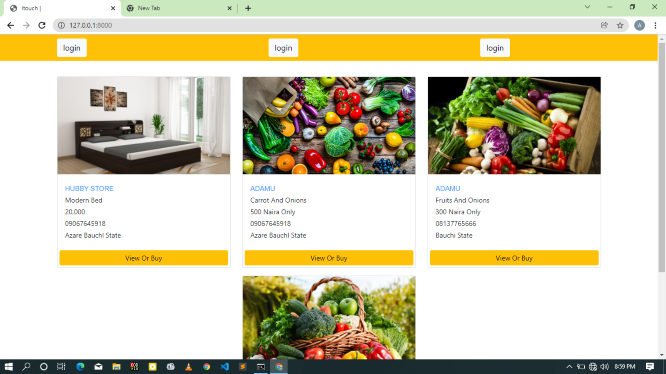 ltouch |
New Tab
127.0.0.1:8000
A
login
login
login
HUBBY STORE
Modern Bed
20,000
09067645918
Azare Bauchi State
View Or Buy
ADAMU
Carrot And Onions
500 Naira Only
09067645918
Azare Bauchi State
View Or Buy
ADAMU
Fruits And Onions
300 Naira Only
08137765666
Bauchi State
View Or Buy
8:59 PM